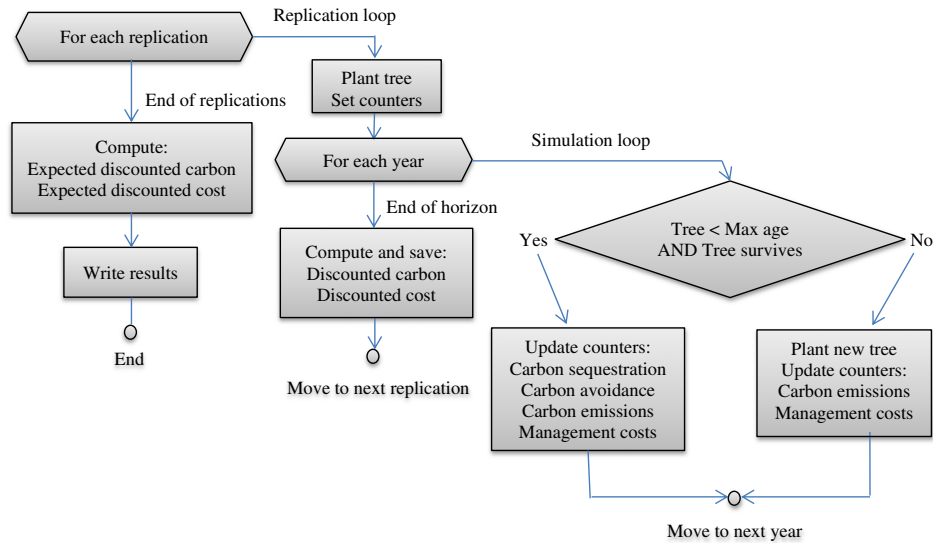 Replication loop
For each replication
Plant tree
Set counters
End of replications
Compute:
Expected discounted carbon
Expected discounted cost
For each year
Simulation loop
End of horizon
Write results
Compute and save:
Discounted carbon
Discounted cost
Tree < Max age
AND Tree survives
Yes
No
End
Move to next replication
Update counters:
Carbon sequestration
Carbon avoidance
Carbon emissions
Management costs
Plant new tree
Update counters:
Carbon emissions
Management costs
Move to next year